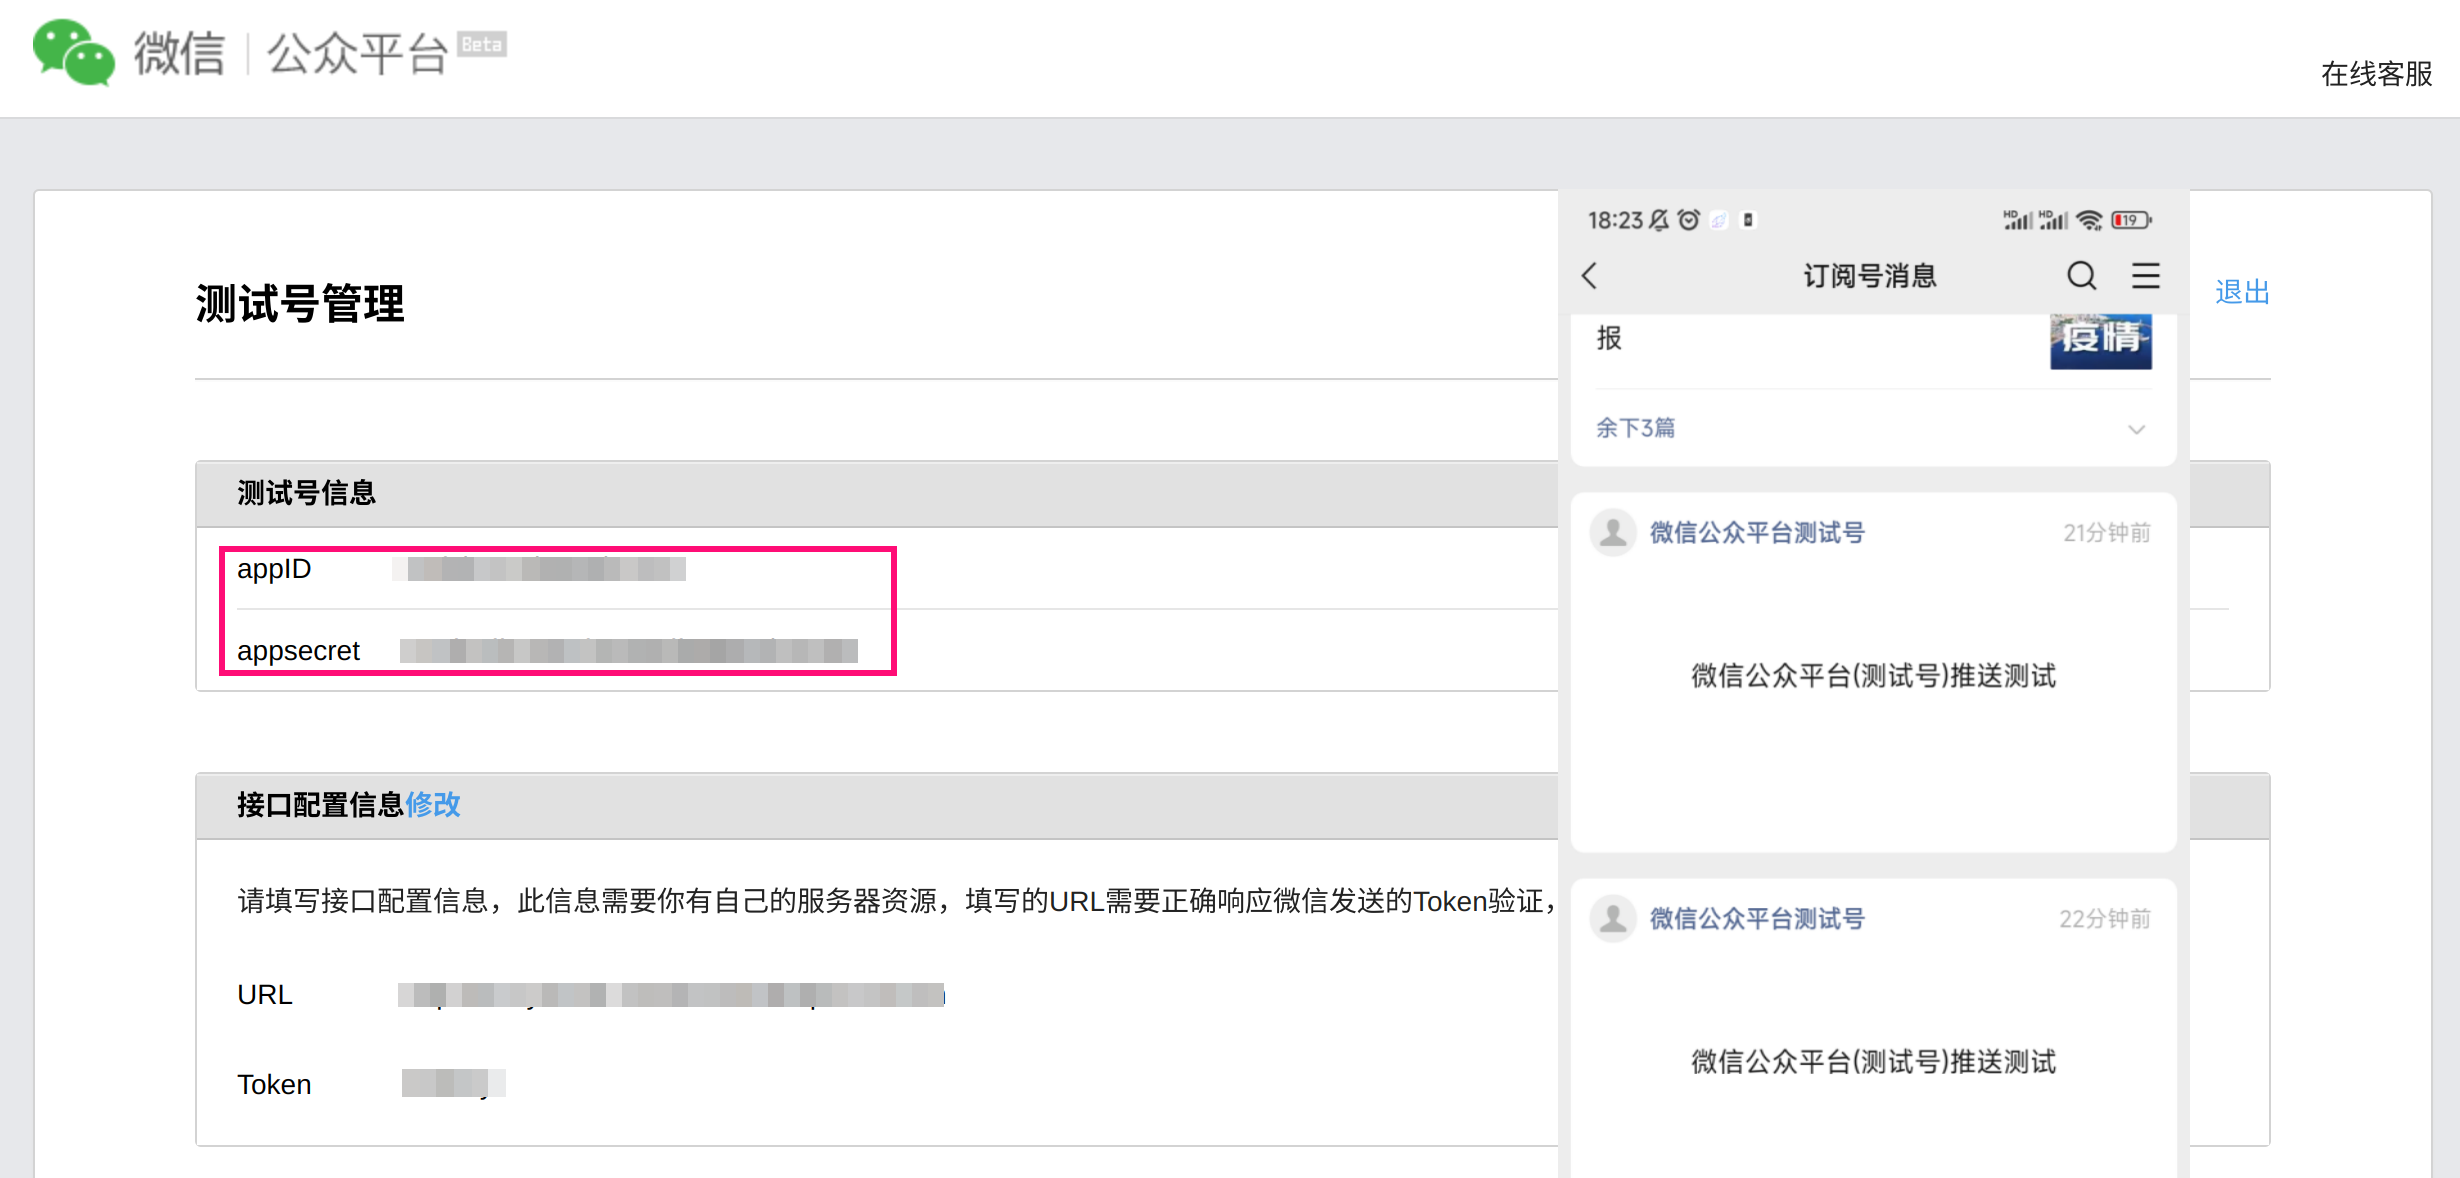 微信 公众平台 Beta
在线客服
测试号管理
退出
测试号信息
appID
appsecret
接口配置信息修改
请填写接口配置信息，此信息需要你有自己的服务器资源，填写的URL需要正确响应微信发送的Token验证，
URL
Token
18:23
HD HD 19
订阅号消息
报
疫情
余下3篇
微信公众平台测试号
21分钟前
微信公众平台(测试号)推送测试
微信公众平台测试号
22分钟前
微信公众平台(测试号)推送测试